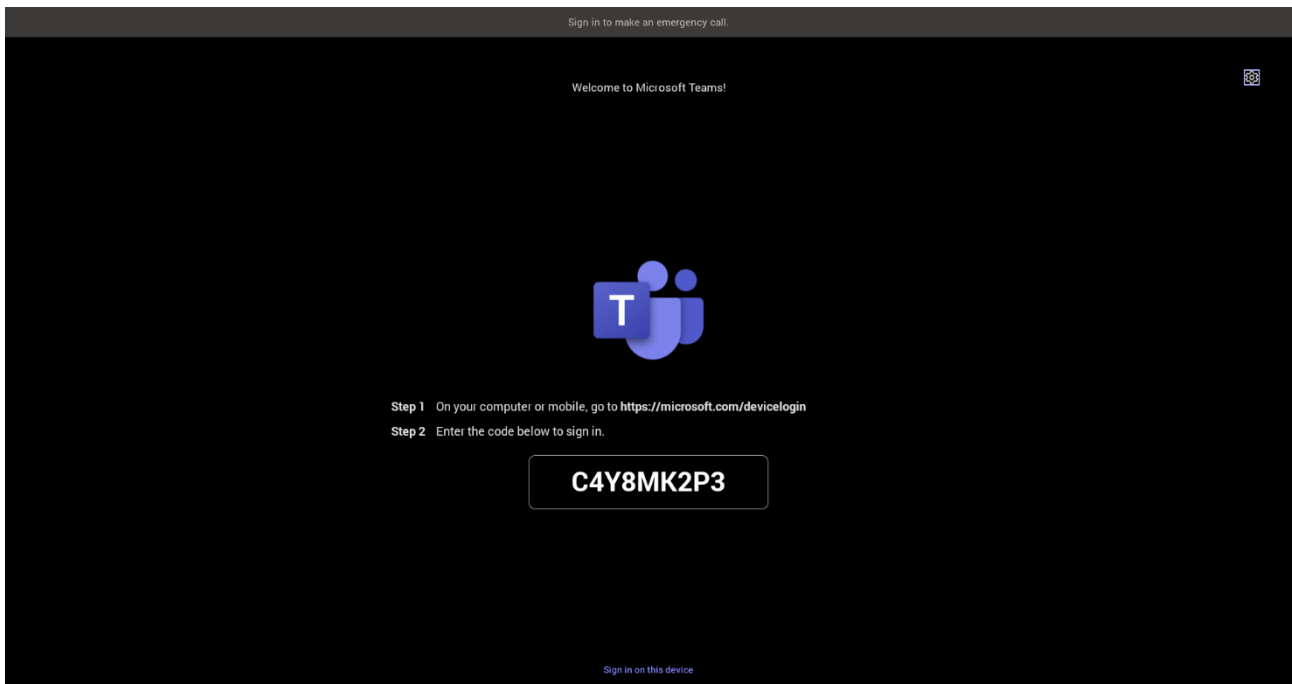 Sign in to make an emergency call.
Welcome to Microsoft Teams!
T
Step 1 On your computer or mobile, go to https://microsoft.com/devicelogin
Step 2 Enter the code below to sign in.
C4Y8MK2P3
Sign in on this device